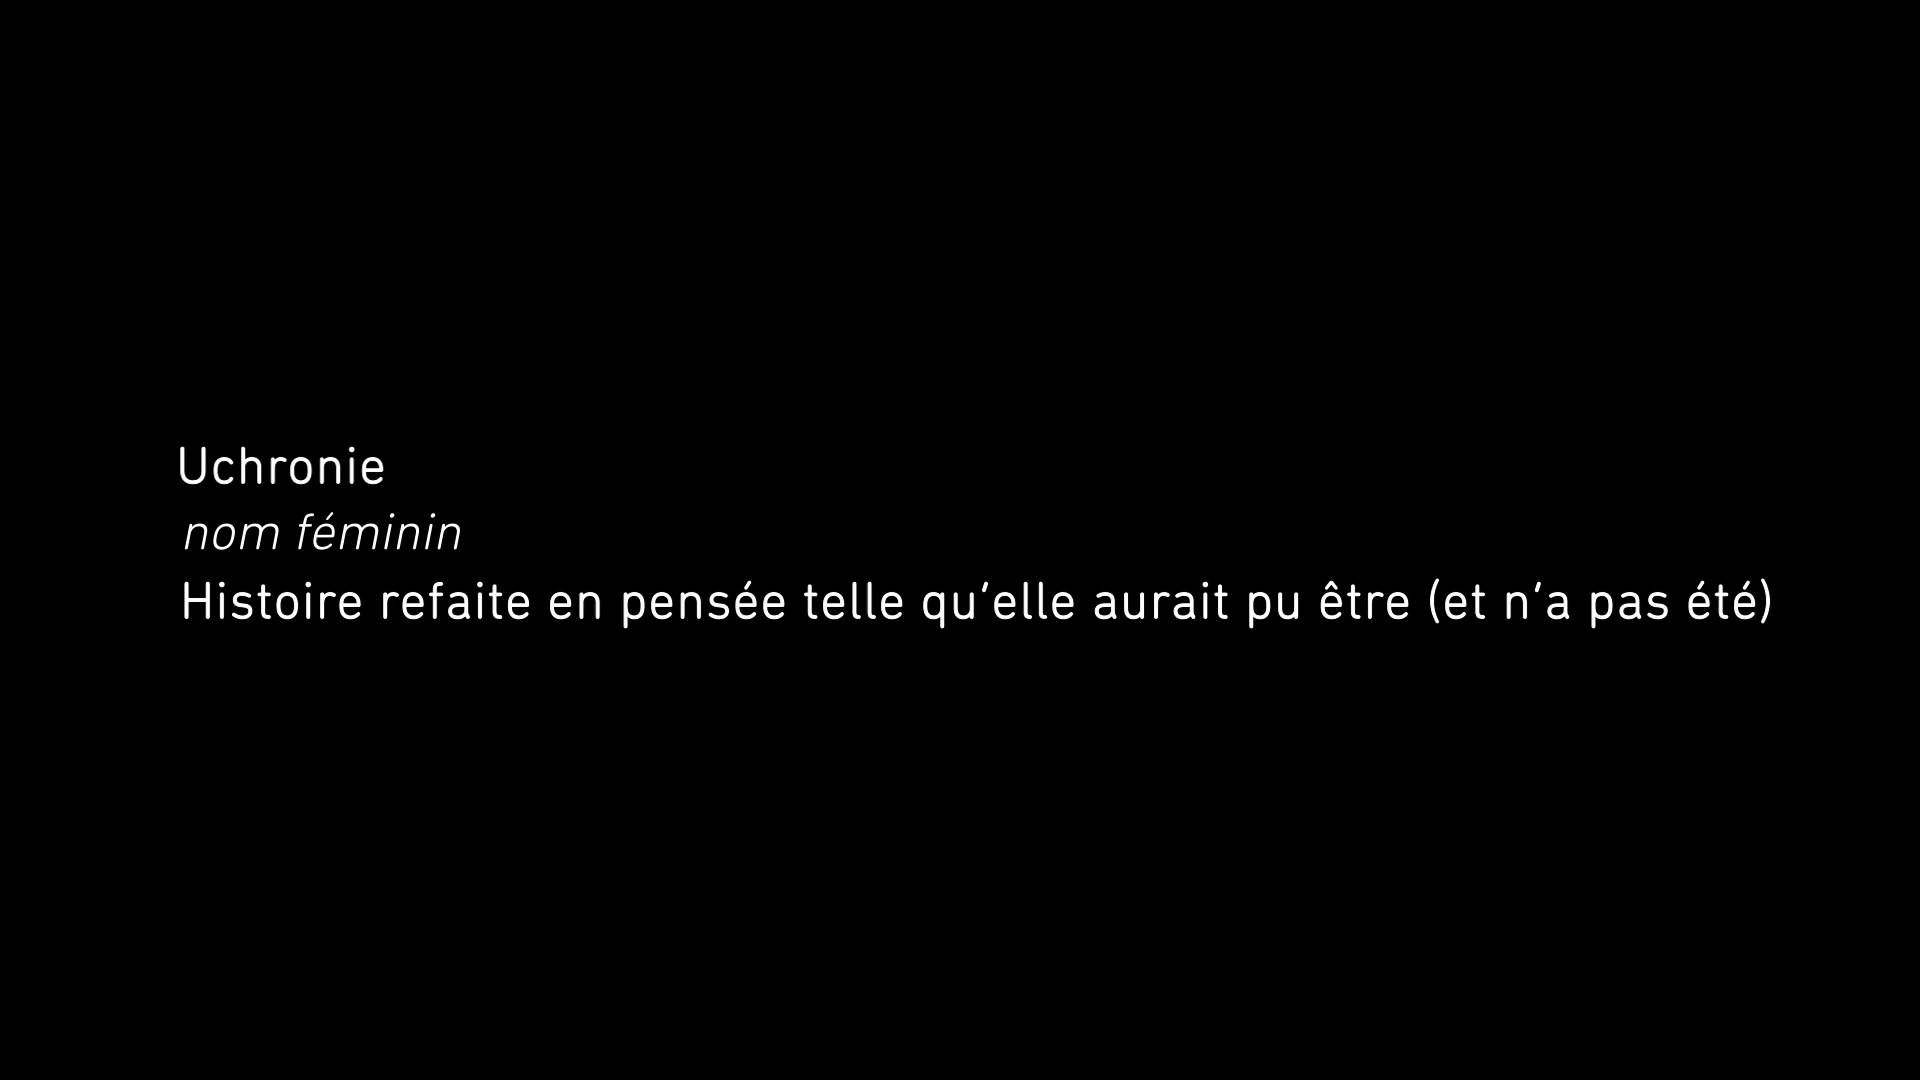 Uchronie
nom féminin
Histoire refaite en pensée telle qu’elle aurait pu être (et n’a pas été)